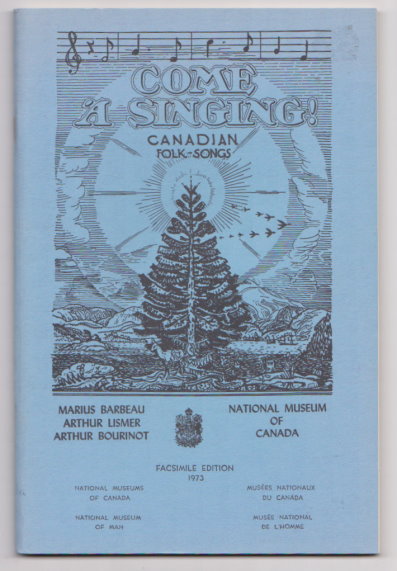 COME
A SINGING!
CANADIAN
FOLK-SONGS
MARIUS BARBEAU
ARTHUR LISMER
ARTHUR BOURINOT
NATIONAL MUSEUM
OF
CANADA
FACSIMILE EDITION
1973
NATIONAL MUSEUMS
OF CANADA
MUSÉES NATIONAUX
DU CANADA
NATIONAL MUSEUM
OF MAN
MUSÉE NATIONAL
DE L'HOMME